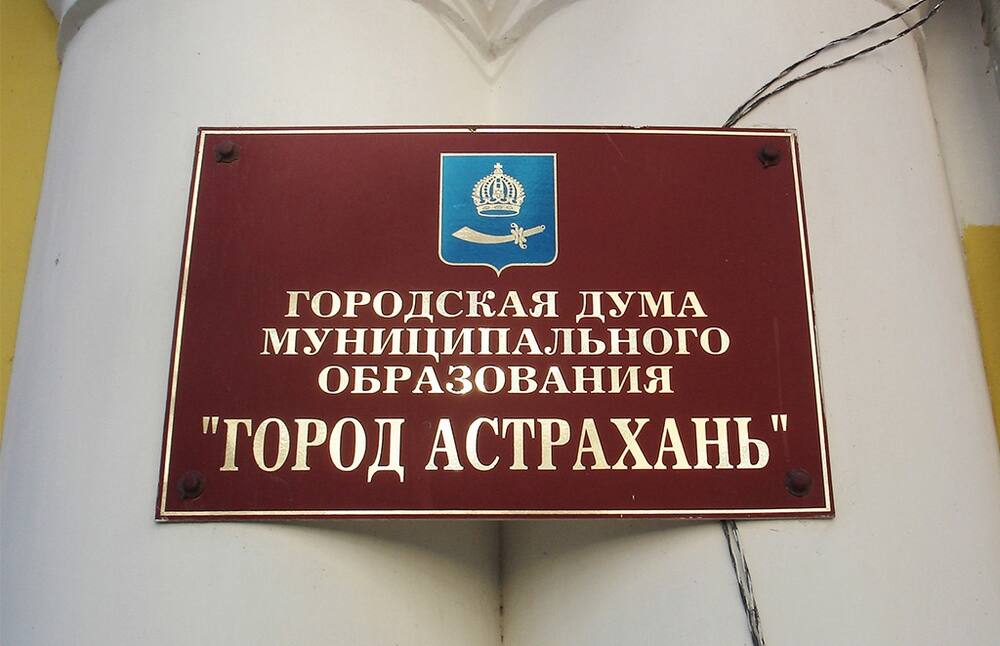 ГОРОДСКАЯ ДУМА
МУНИЦИПАЛЬНОГО
ОБРАЗОВАНИЯ
"ГОРОД АСТРАХАНЬ"